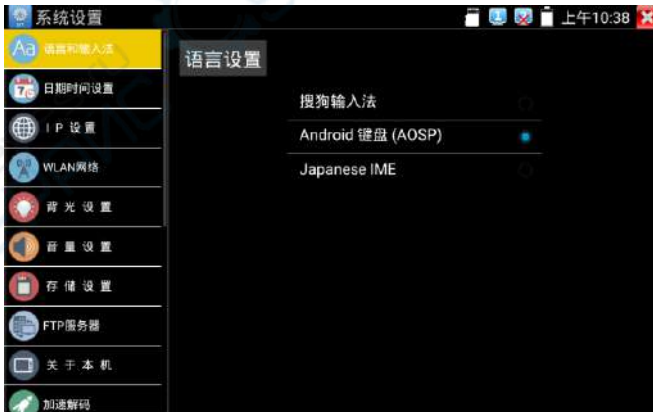 系统设置
上午10:38
Aa 语言和输入法
日期时间设置
I P 设置
WLAN网络
背光设置
音量设置
存储设置
FTP服务器
关于本机
加速解码
语言设置
搜狗输入法
Android 键盘 (AOSP)
Japanese IME